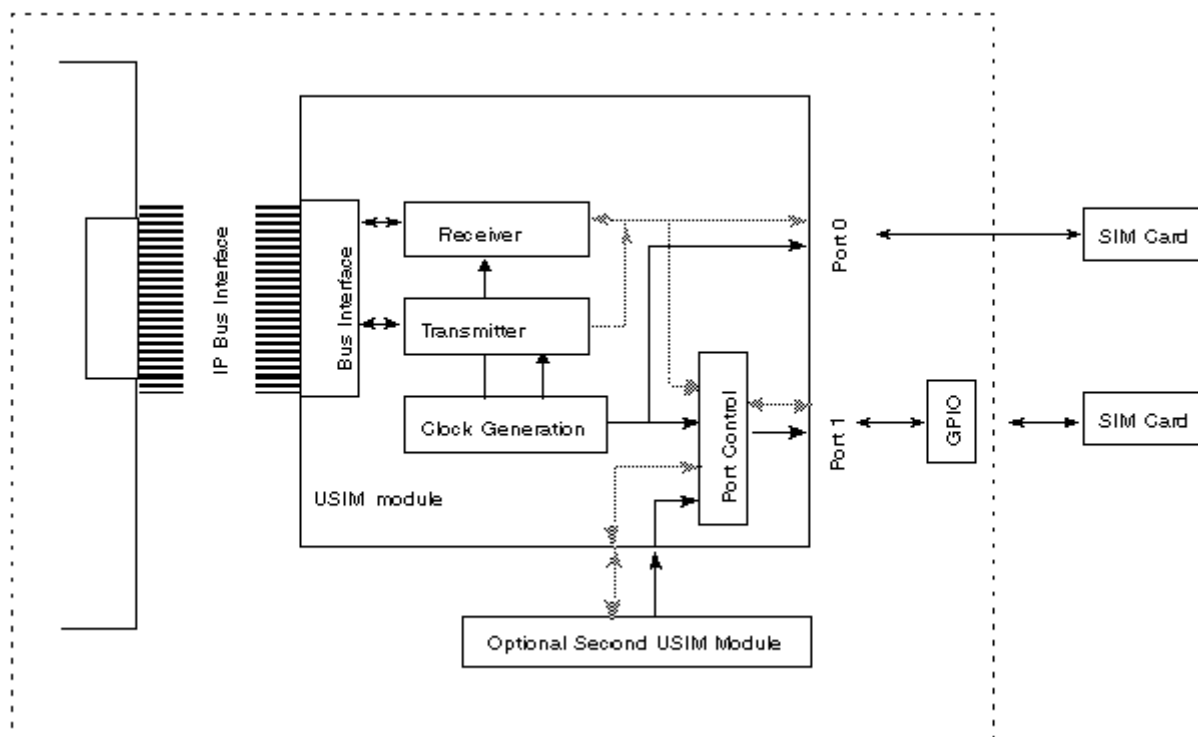 IP Bus Interface
Bus Interface
Receiver
Transmitter
Clock Generation
USIM module
Port Control
Port 0
Port 1
GPIO
SIM Card
SIM Card
Optional Second USIM Module